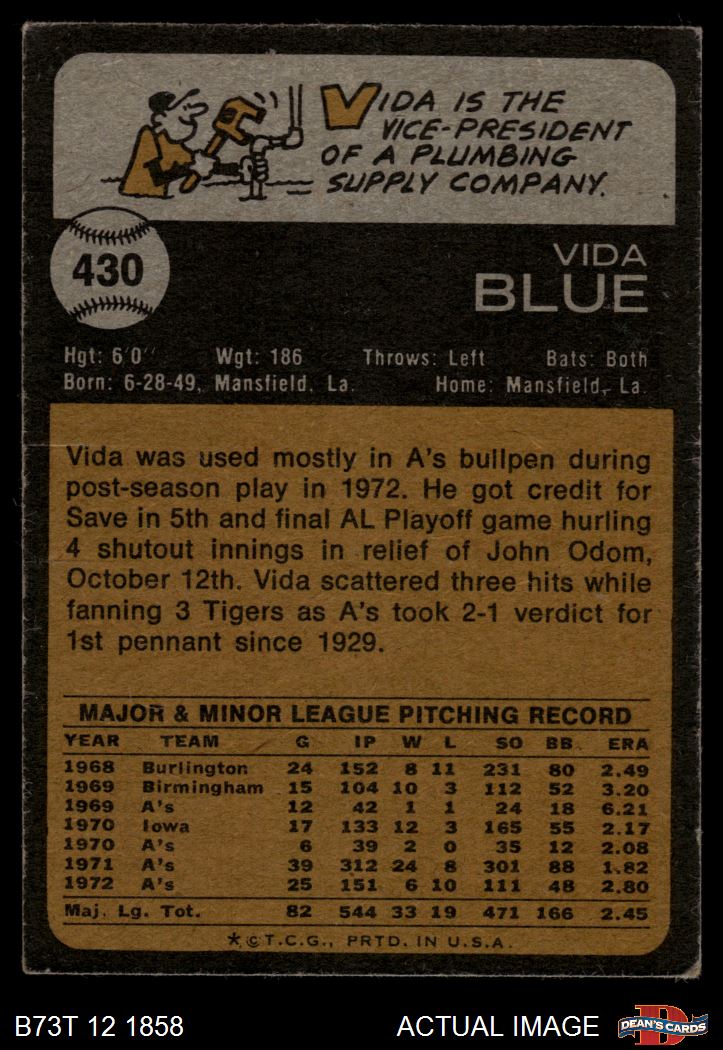 VIDA IS THE
VICE-PRESIDENT
OF A PLUMBING
SUPPLY COMPANY.
430
VIDA
BLUE
Hgt: 6'0'' Wgt: 186 Throws: Left Bats: Both
Born: 6-28-49, Mansfield, La. Home: Mansfield, La.
Vida was used mostly in A's bullpen during
post-season play in 1972. He got credit for
Save in 5th and final AL Playoff game hurling
4 shutout innings in relief of John Odom,
October 12th. Vida scattered three hits while
fanning 3 Tigers as A's took 2-1 verdict for
1st pennant since 1929.
MAJOR & MINOR LEAGUE PITCHING RECORD
YEAR TEAM G IP W L SO BB ERA
1968 Burlington 24 152 8 11 231 80 2.49
1969 Birmingham 15 104 10 3 112 52 3.20
1969 A's 12 42 1 1 24 18 6.21
1970 Iowa 17 133 12 3 165 55 2.17
1970 A's 6 39 2 0 35 12 2.08
1971 A's 39 312 24 8 301 88 1.82
1972 A's 25 151 6 10 111 48 2.80
Maj. Lg. Tot. 82 544 33 19 471 166 2.45
*©T.C.G., PRTD. IN U.S.A.
B73T 12 1858 ACTUAL IMAGE DEAN'S CARDS